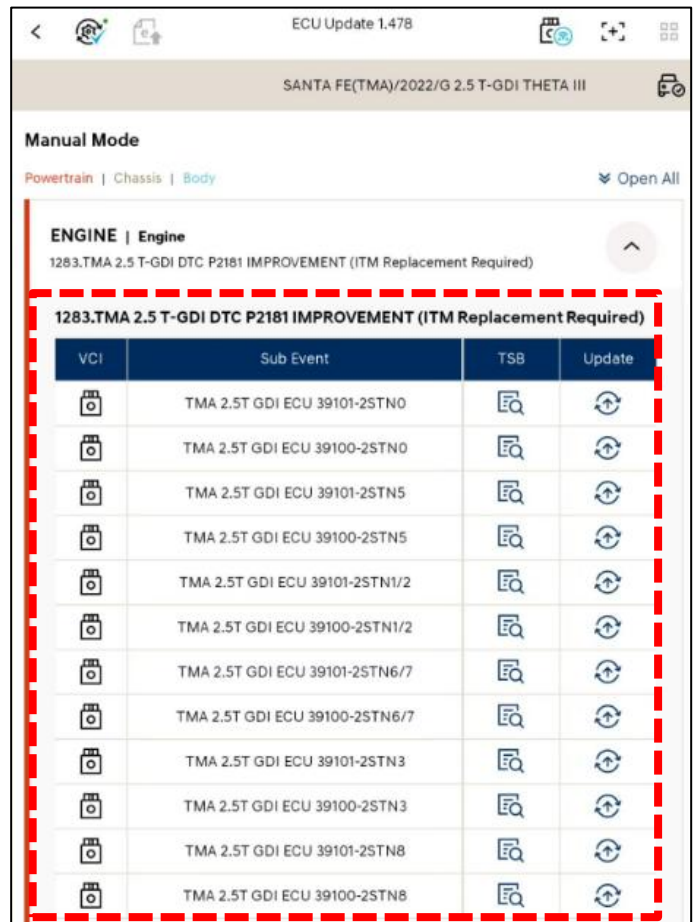 ECU Update 1.478
SANTA FE(TMA)/2022/G 2.5 T-GDI THETA III
Manual Mode
Powertrain | Chassis | Body
Open All
ENGINE | Engine
1283.TMA 2.5 T-GDI DTC P2181 IMPROVEMENT (ITM Replacement Required)
1283.TMA 2.5 T-GDI DTC P2181 IMPROVEMENT (ITM Replacement Required)
VCI Sub Event TSB Update
TMA 2.5T GDI ECU 39101-2STN0
TMA 2.5T GDI ECU 39100-2STN0
TMA 2.5T GDI ECU 39101-2STN5
TMA 2.5T GDI ECU 39100-2STN5
TMA 2.5T GDI ECU 39101-2STN1/2
TMA 2.5T GDI ECU 39100-2STN1/2
TMA 2.5T GDI ECU 39101-2STN6/7
TMA 2.5T GDI ECU 39100-2STN6/7
TMA 2.5T GDI ECU 39101-2STN3
TMA 2.5T GDI ECU 39100-2STN3
TMA 2.5T GDI ECU 39101-2STN8
TMA 2.5T GDI ECU 39100-2STN8